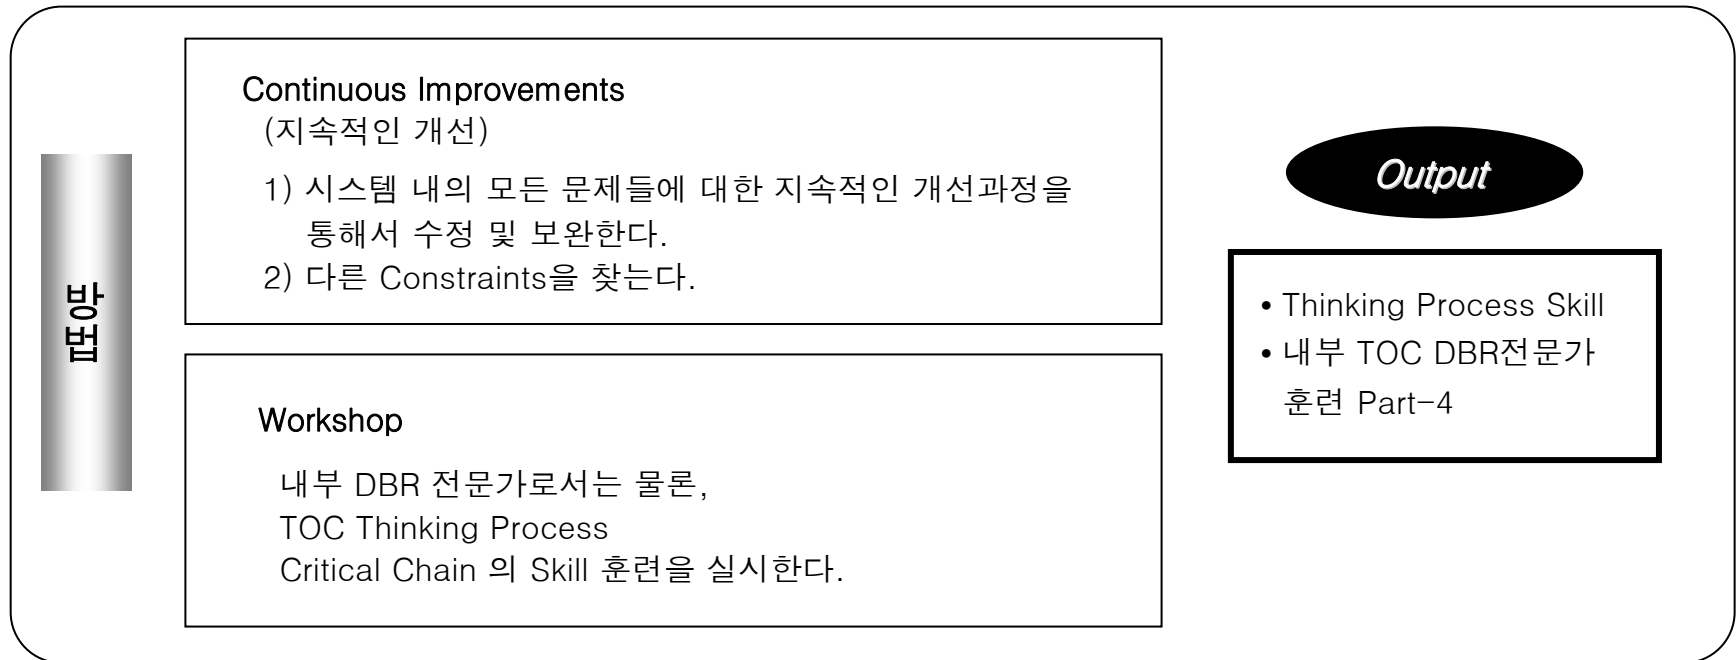 방
법
Continuous Improvements
(지속적인 개선)
1) 시스템 내의 모든 문제들에 대한 지속적인 개선과정을
통해서 수정 및 보완한다.
2) 다른 Constraints을 찾는다.
Workshop
내부 DBR 전문가로서는 물론,
TOC Thinking Process
Critical Chain 의 Skill 훈련을 실시한다.
Output
• Thinking Process Skill
• 내부 TOC DBR전문가
훈련 Part-4